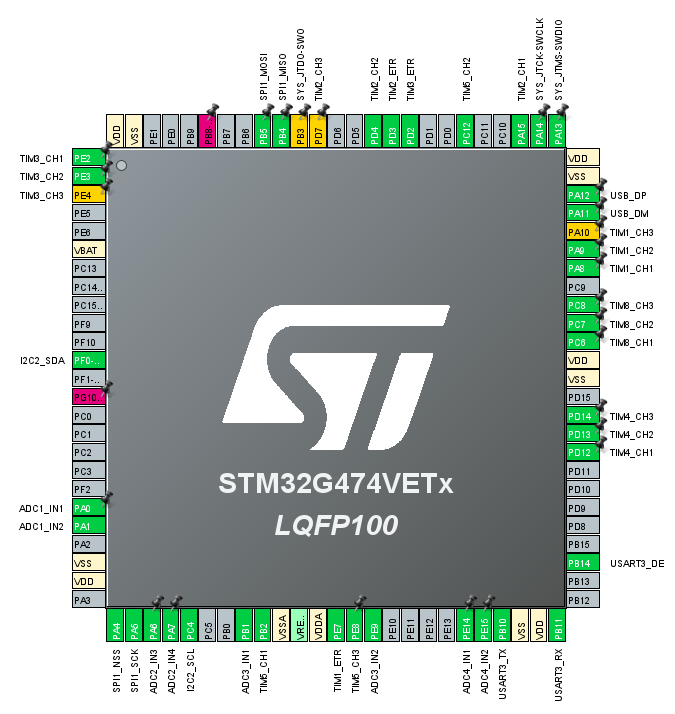 SPI1_MOSI
SPI1_MISO
SYS_JTDO-SWO
TIM2_CH3
TIM2_CH2
TIM2_ETR
TIM3_ETR
TIM5_CH2
TIM2_CH1
SYS_JTCK-SWCLK
SYS_JTMS-SWDIO
VDD
VSS
PE1
PE0
PB9
PB8-..
PB7
PB6
PB5
PB4
PB3
PD7
PD6
PD5
PD4
PD3
PD2
PD1
PD0
PC12
PC11
PC10
PA15
PA14
PA13
TIM3_CH1 PE2
TIM3_CH2 PE3
TIM3_CH3 PE4
PE5
PE6
VBAT
PC13
PC14..
PC15..
PF9
PF10
I2C2_SDA PF0-..
PF1-..
PG10..
PC0
PC1
PC2
PC3
PF2
ADC1_IN1 PA0
ADC1_IN2 PA1
PA2
VSS
VDD
PA3
VDD
VSS
PA12 USB_DP
PA11 USB_DM
PA10 TIM1_CH3
PA9 TIM1_CH2
PA8 TIM1_CH1
PC9
PC8 TIM8_CH3
PC7 TIM8_CH2
PC6 TIM8_CH1
VDD
VSS
PD15
PD14 TIM4_CH3
PD13 TIM4_CH2
PD12 TIM4_CH1
PD11
PD10
PD9
PD8
PB15
PB14 USART3_DE
PB13
PB12
ST
STM32G474VETx
LQFP100
PA4
PA5
PA6
PA7
PC4
PC5
PB0
PB1
PB2
VSSA
VRE..
VDDA
PE7
PE8
PE9
PE10
PE11
PE12
PE13
PE14
PE15
PB10
VSS
VDD
PB11
SPI1_NSS
SPI1_SCK
ADC2_IN3
ADC2_IN4
I2C2_SCL
ADC3_IN1
TIM5_CH1
TIM1_ETR
TIM5_CH3
ADC3_IN2
ADC4_IN1
ADC4_IN2
USART3_TX
USART3_RX